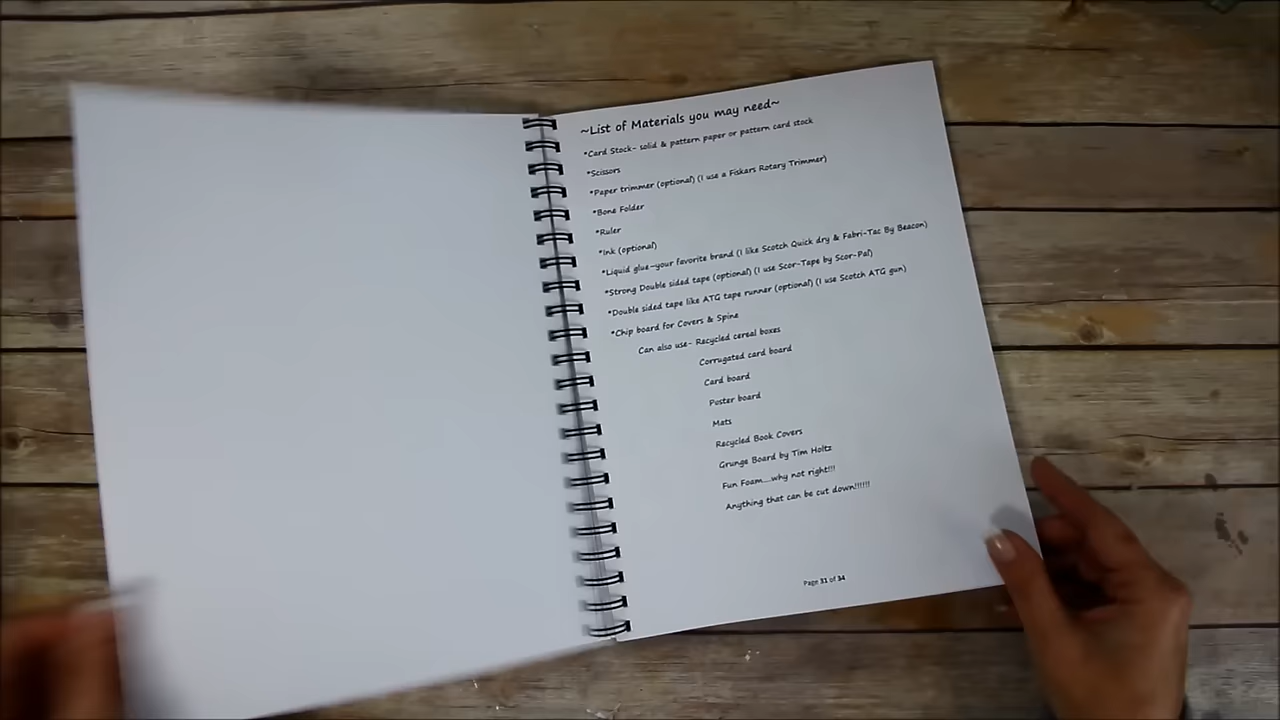 ~List of Materials you may need~
*Card Stock- solid & pattern paper or pattern card stock
*Scissors
*Paper trimmer (optional) (I use a Fiskars Rotary Trimmer)
*Bone Folder
*Ruler
*Ink (optional)
*Liquid glue-your favorite brand (I like Scotch Quick dry & Fabri-Tac By Beacon)
*Strong Double sided tape (optional) (I use Scor-Tape by Scor-Pal)
*Double sided tape like ATG tape runner (optional) (I use Scotch ATG gun)
*Chip board for Covers & Spine
Can also use- Recycled cereal boxes
Corrugated card board
Card board
Poster board
Mats
Recycled Book Covers
Grunge Board by Tim Holtz
Fun Foam...why not right!!!
Anything that can be cut down!!!!!!
Page 31 of 34